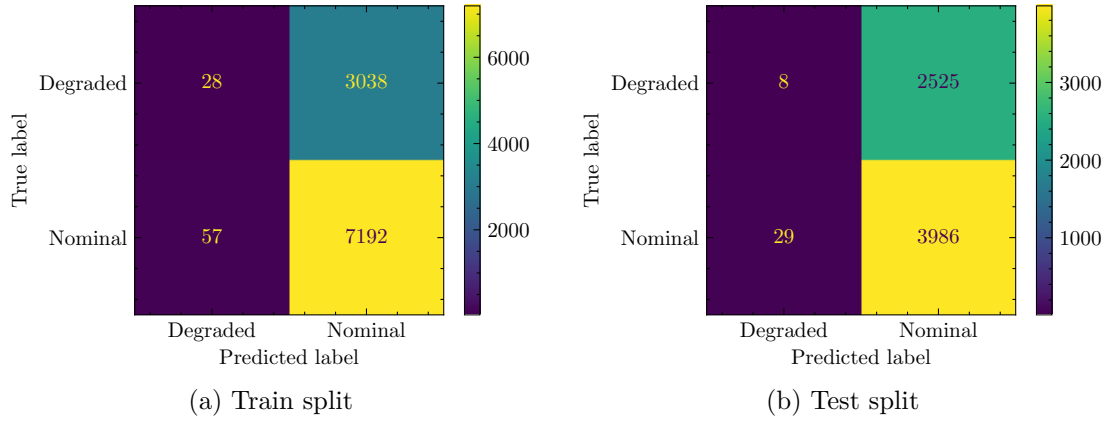 Degraded
28
3038
Nominal
57
7192
True label
Degraded
Nominal
Predicted label
6000
4000
2000
(a) Train split
Degraded
8
2525
Nominal
29
3986
True label
Degraded
Nominal
Predicted label
3000
2000
1000
(b) Test split